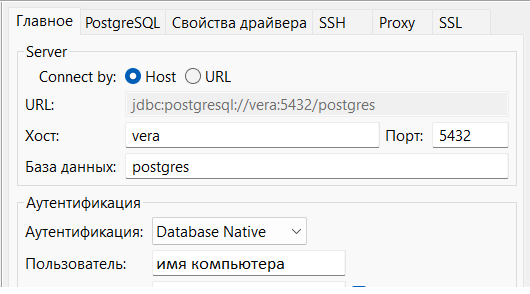 Главное PostgreSQL Свойства драйвера SSH Proxy SSL
Server
Connect by: Host URL
URL: jdbc:postgresql://vera:5432/postgres
Хост: vera Порт: 5432
База данных: postgres
Аутентификация
Аутентификация: Database Native
Пользователь: имя компьютера